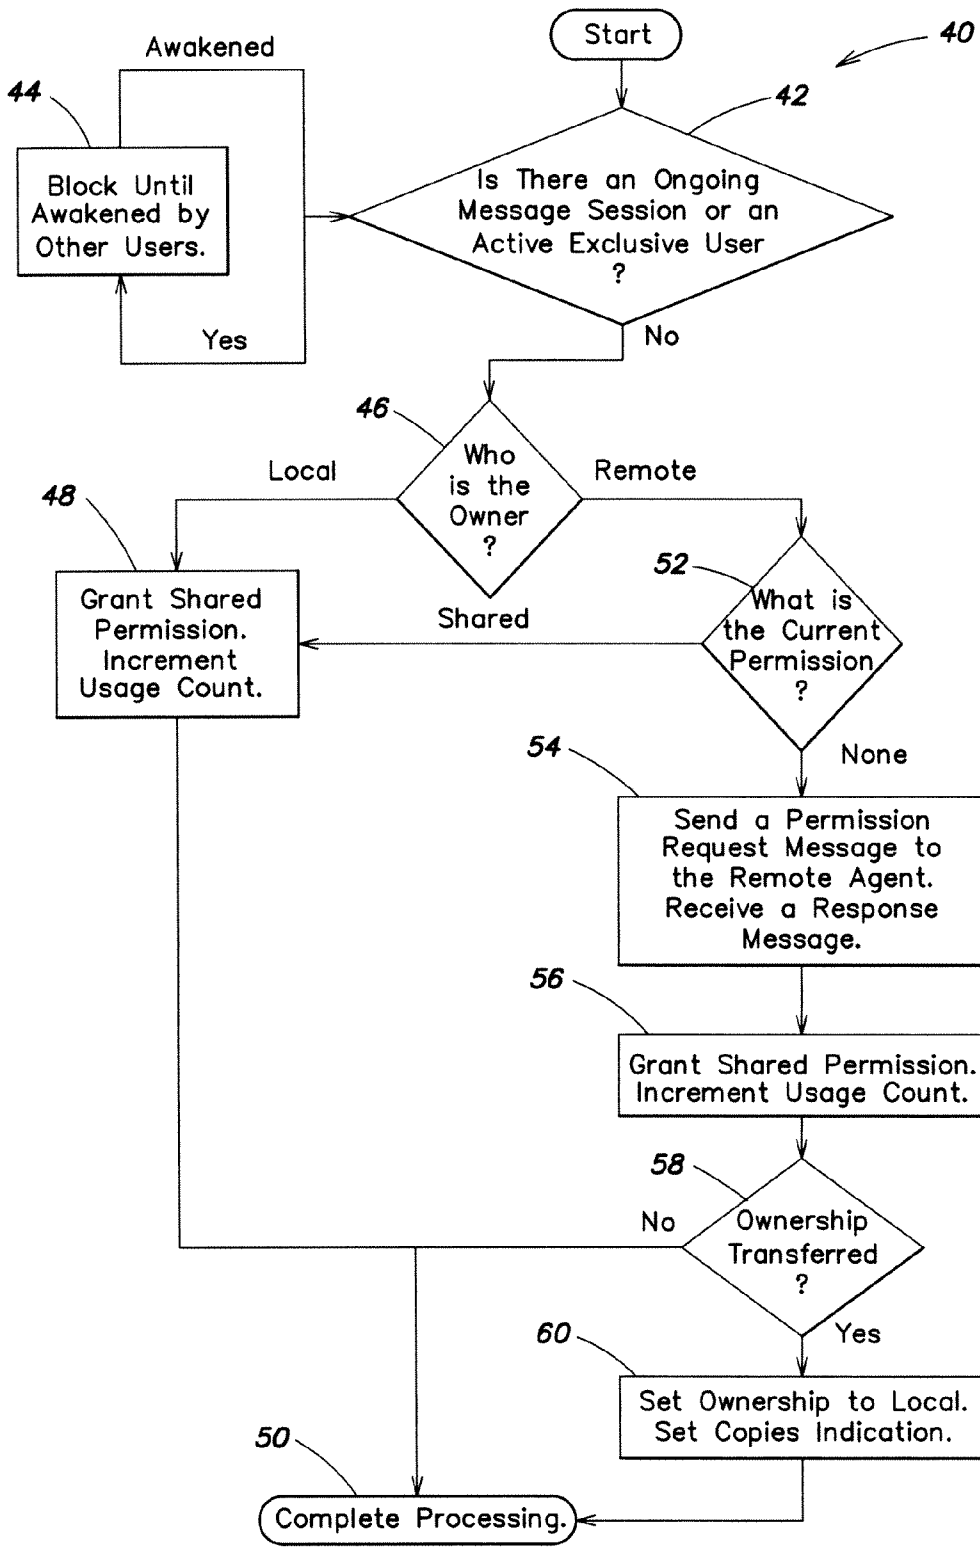 Start
40
Awakened
44
42
Block Until
Awakened by
Other Users.
Is There an Ongoing
Message Session or an
Active Exclusive User
?
Yes
No
46
Who
is the
Owner
?
Local
Remote
48
52
Grant Shared
Permission.
Increment
Usage Count.
Shared
What is
the Current
Permission
?
None
54
Send a Permission
Request Message to
the Remote Agent.
Receive a Response
Message.
56
Grant Shared Permission.
Increment Usage Count.
58
No
Ownership
Transferred
?
Yes
60
Set Ownership to Local.
Set Copies Indication.
50
Complete Processing.